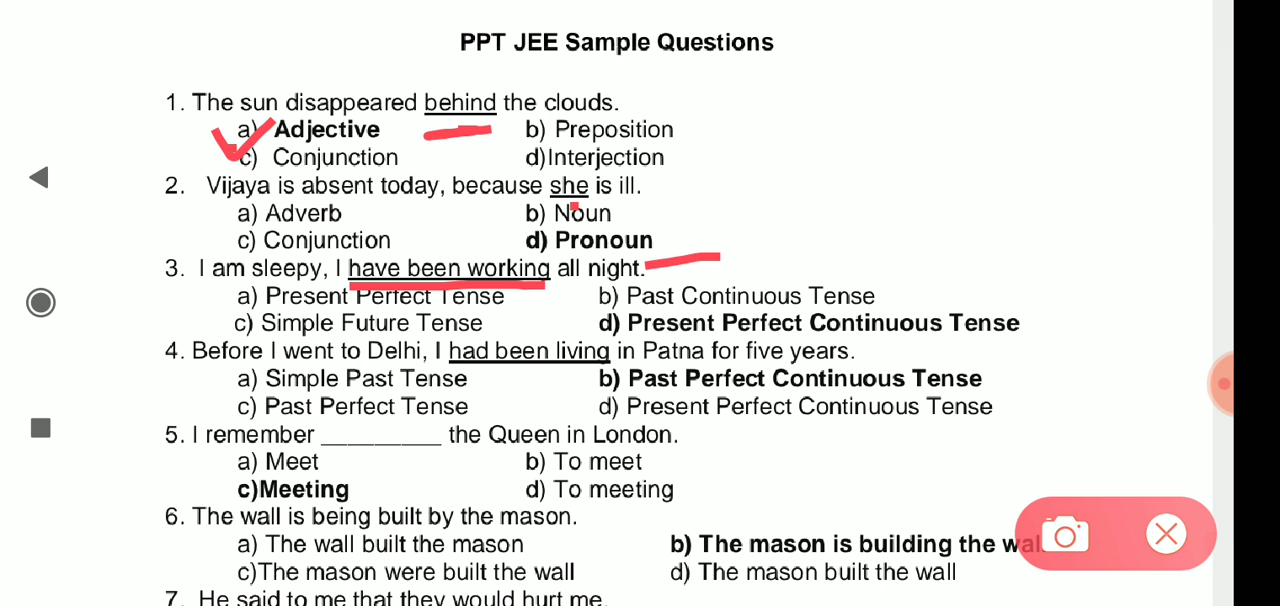 PPT JEE Sample Questions
1. The sun disappeared behind the clouds.
a) Adjective b) Preposition
c) Conjunction d)Interjection
2. Vijaya is absent today, because she is ill.
a) Adverb b) Noun
c) Conjunction d) Pronoun
3. I am sleepy, I have been working all night.
a) Present Perfect Tense b) Past Continuous Tense
c) Simple Future Tense d) Present Perfect Continuous Tense
4. Before I went to Delhi, I had been living in Patna for five years.
a) Simple Past Tense b) Past Perfect Continuous Tense
c) Past Perfect Tense d) Present Perfect Continuous Tense
5. I remember _________ the Queen in London.
a) Meet b) To meet
c)Meeting d) To meeting
6. The wall is being built by the mason.
a) The wall built the mason b) The mason is building the wall
c)The mason were built the wall d) The mason built the wall
7. He said to me that they would hurt me.